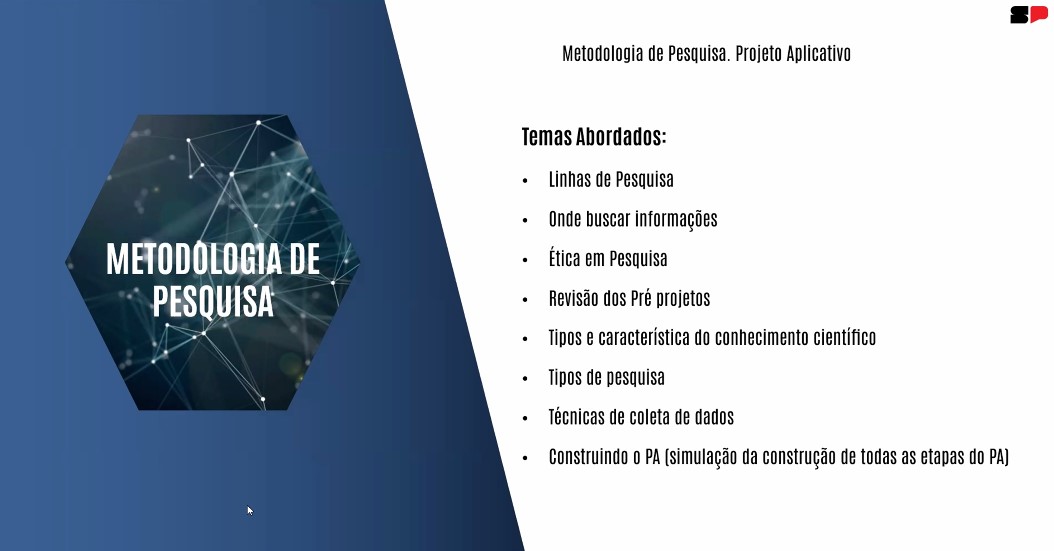 SP
Metodologia de Pesquisa. Projeto Aplicativo
METODOLOGIA DE
PESQUISA
Temas Abordados:
• Linhas de Pesquisa
• Onde buscar informações
• Ética em Pesquisa
• Revisão dos Pré projetos
• Tipos e característica do conhecimento científico
• Tipos de pesquisa
• Técnicas de coleta de dados
• Construindo o PA (simulação da construção de todas as etapas do PA)